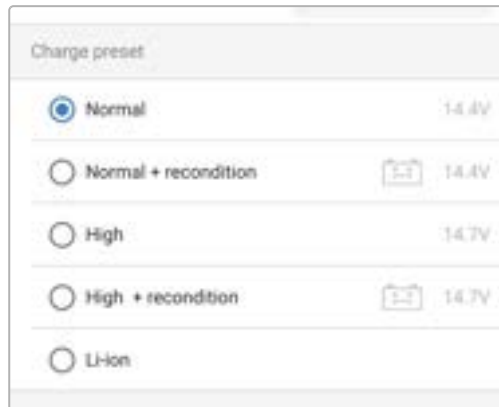 Charge preset
Normal 14.4V
Normal + recondition 14.4V
High 14.7V
High + recondition 14.7V
Li-ion